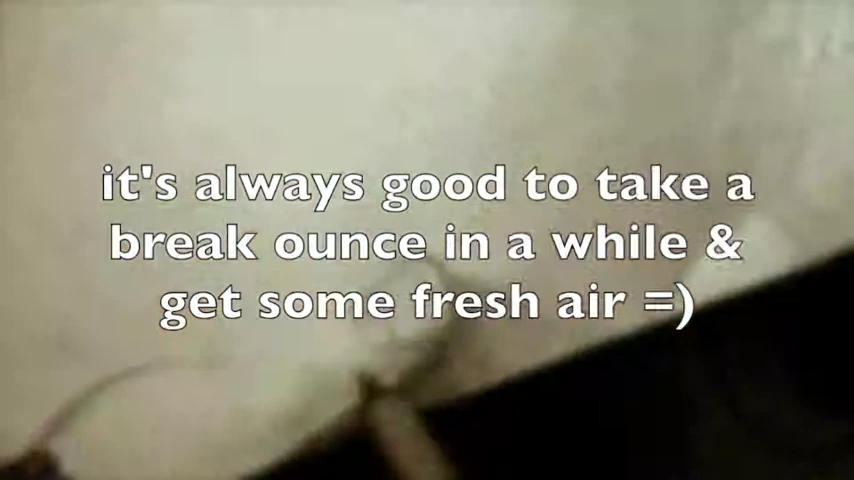 it's always good to take a
break ounce in a while &
get some fresh air =)